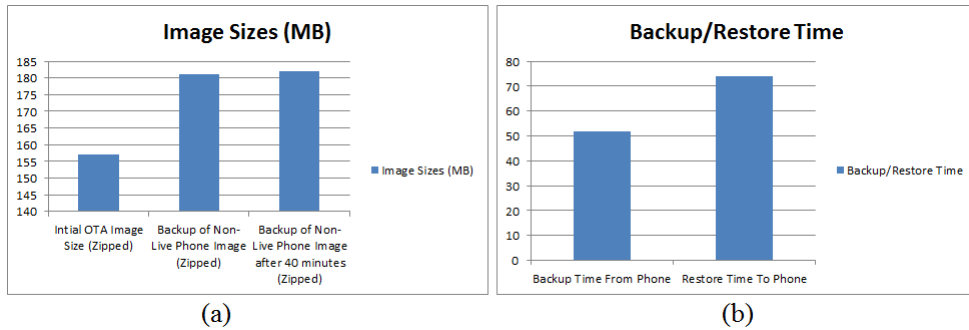 Image Sizes (MB)
185
180
175
170
165
160
155
150
145
140
Intial OTA Image
Size (Zipped)
Backup of Non-
Live Phone Image
(Zipped)
Backup of Non-
Live Phone Image
after 40 minutes
(Zipped)
Image Sizes (MB)
(a)
Backup/Restore Time
80
70
60
50
40
30
20
10
0
Backup Time From Phone
Restore Time To Phone
Backup/Restore Time
(b)